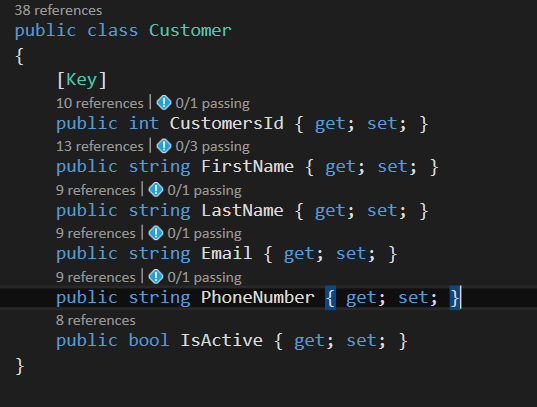 38 references
public class Customer
{
[Key]
10 references | 0/1 passing
public int CustomersId { get; set; }
13 references | 0/3 passing
public string FirstName { get; set; }
9 references | 0/1 passing
public string LastName { get; set; }
9 references | 0/1 passing
public string Email { get; set; }
9 references | 0/1 passing
public string PhoneNumber { get; set; }
8 references
public bool IsActive { get; set; }
}